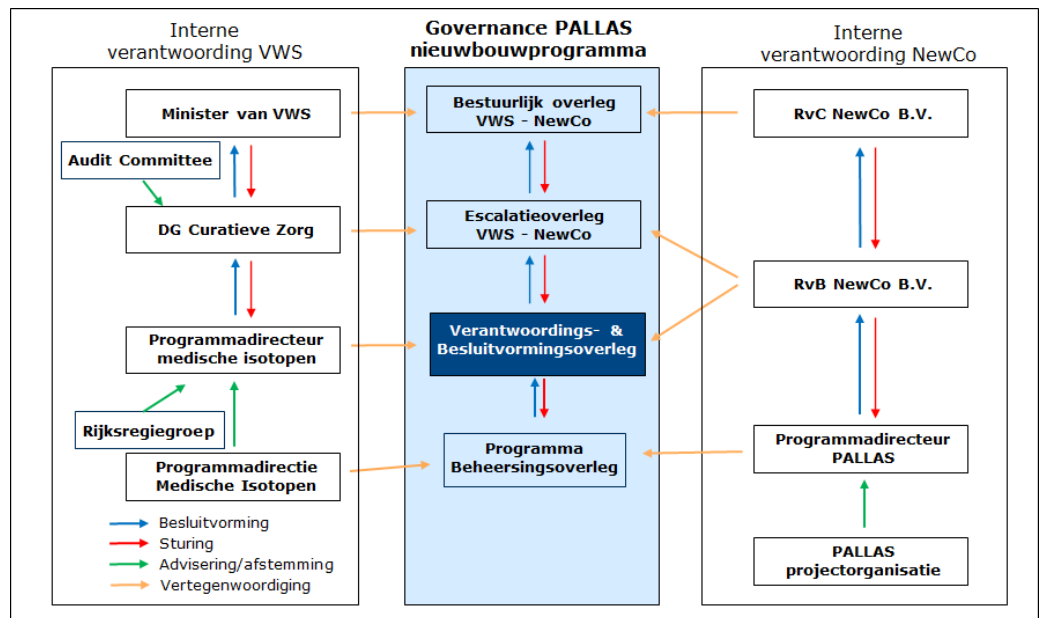 Interne
verantwoording VWS
Minister van VWS
Audit Committee
DG Curatieve Zorg
Programmadirecteur
medische isotopen
Rijksregiegroep
Programmadirectie
Medische Isotopen
Besluitvorming
Sturing
Advisering/afstemming
Vertegenwoordiging
Governance PALLAS
nieuwbouwprogramma
Bestuurlijk overleg
VWS - NewCo
Escalatieoverleg
VWS - NewCo
Verantwoordings- &
Besluitvormingsoverleg
Programma
Beheersingsoverleg
Interne
verantwoording NewCo
RvC NewCo B.V.
RvB NewCo B.V.
Programmadirecteur
PALLAS
PALLAS
projectorganisatie